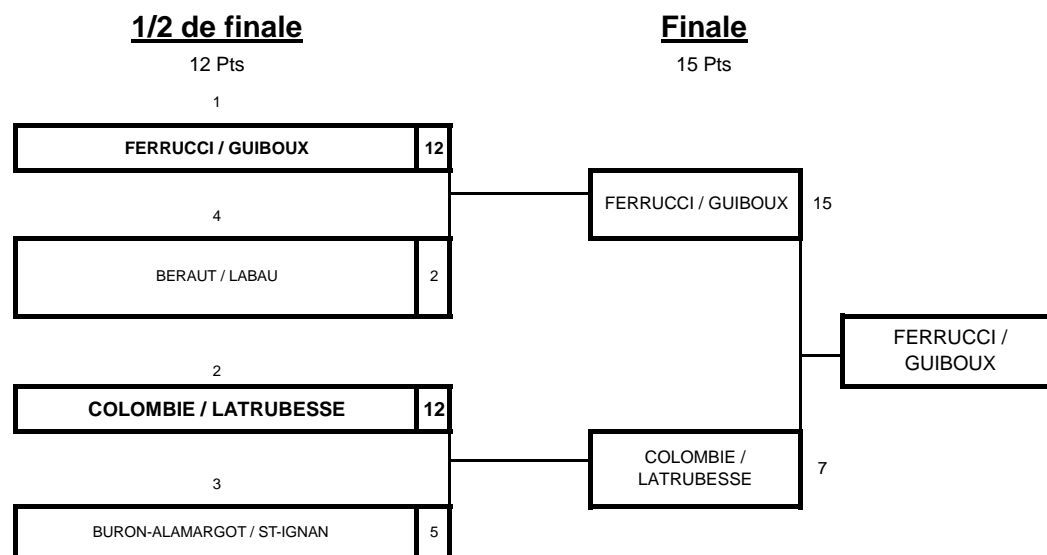 1/2 de finale
12 Pts
1
FERRUCCI / GUIBOUX 12
4
BERAUT / LABAU 2
2
COLOMBIE / LATRUBESSE 12
3
BURON-ALAMARGOT / ST-IGNAN 5
Finale
15 Pts
FERRUCCI / GUIBOUX 15
COLOMBIE /
LATRUBESSE 7
FERRUCCI /
GUIBOUX